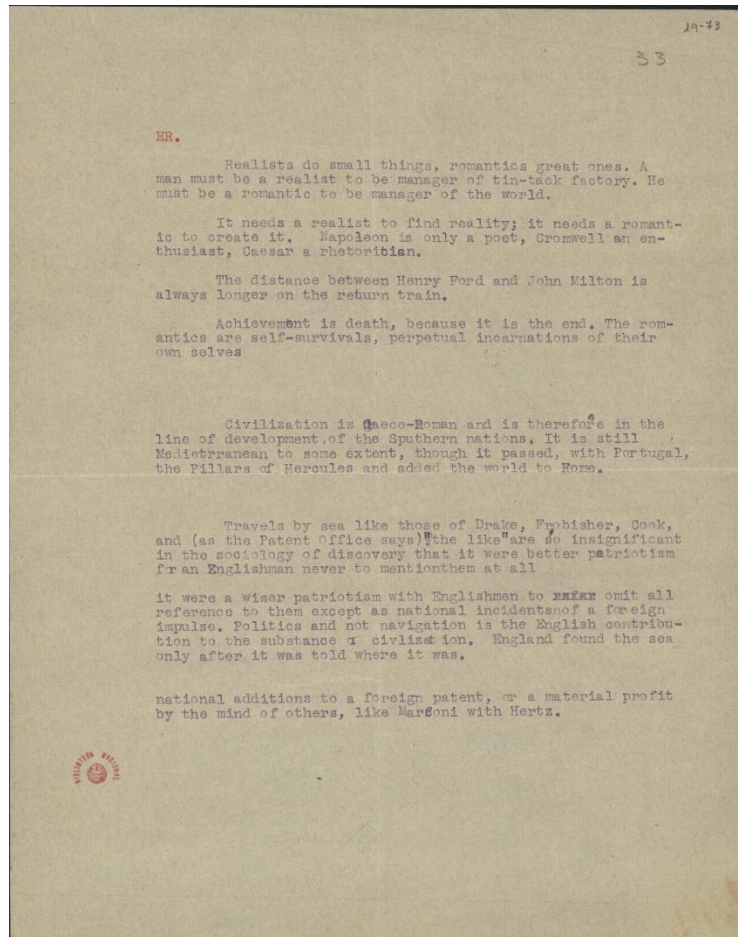 19-73
33
ER.
Realists do small things, romantics great ones. A
man must be a realist to be manager of tin-tack factory. He
must be a romantic to be manager of the world.
It needs a realist to find reality; it needs a romant-
ic to create it. Napoleon is only a poet, Cromwell an en-
thusiast, Caesar a rhetoritian.
The distance between Henry Ford and John Milton is
always longer on the return train.
Achievement is death, because it is the end. The rom-
antics are self-survivals, perpetual incarnations of their
own selves
Civilization is Gaeco-Roman and is therefore in the
line of development of the Sputhern nations. It is still
Medietrranean to some extent, though it passed, with Portugal,
the Pillars of Hercules and added the world to Rome.
Travels by sea like those of Drake, Frobisher, Cook,
and (as the Patent Office says) "the like" are so insignificant
in the sociology of discovery that it were better patriotism
for an Englishman never to mentionthem at all
it were a wiser patriotism with Englishmen to omit all
reference to them except as national incidents of a foreign
impulse. Politics and not navigation is the English contribu-
tion to the substance civlization. England found the sea
only after it was told where it was.
national additions to a foreign patent, or a material profit
by the mind of others, like Marconi with Hertz.
BIBLIOTECA NACIONAL